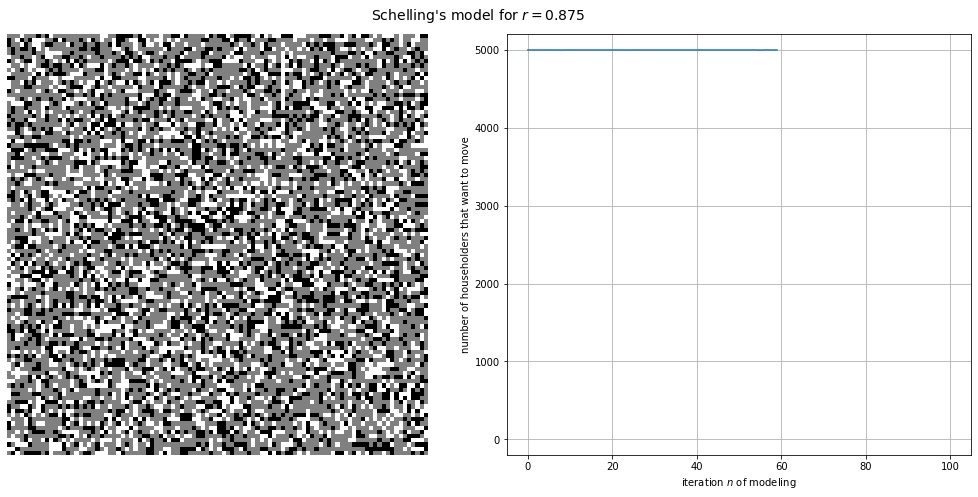 Schelling's model for r = 0.875
number of householders that want to move
5000
4000
3000
2000
1000
0
0 20 40 60 80 100
iteration n of modeling